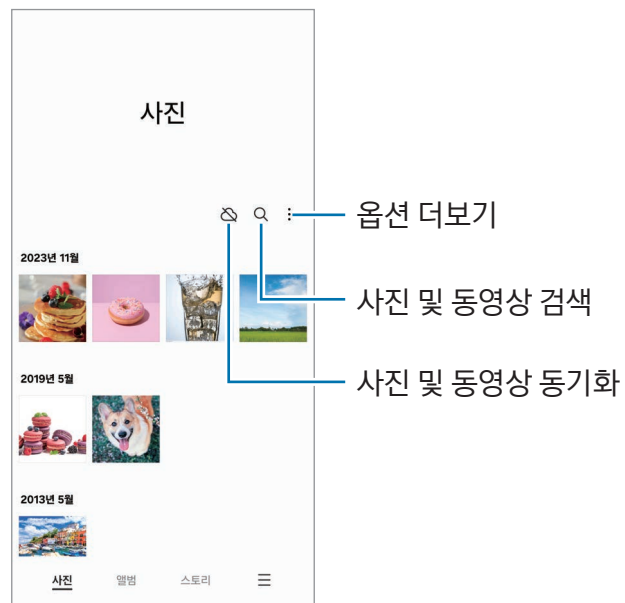 사진
옵션 더보기
2023년 11월
사진 및 동영상 검색
2019년 5월
사진 및 동영상 동기화
2013년 5월
사진 앨범 스토리